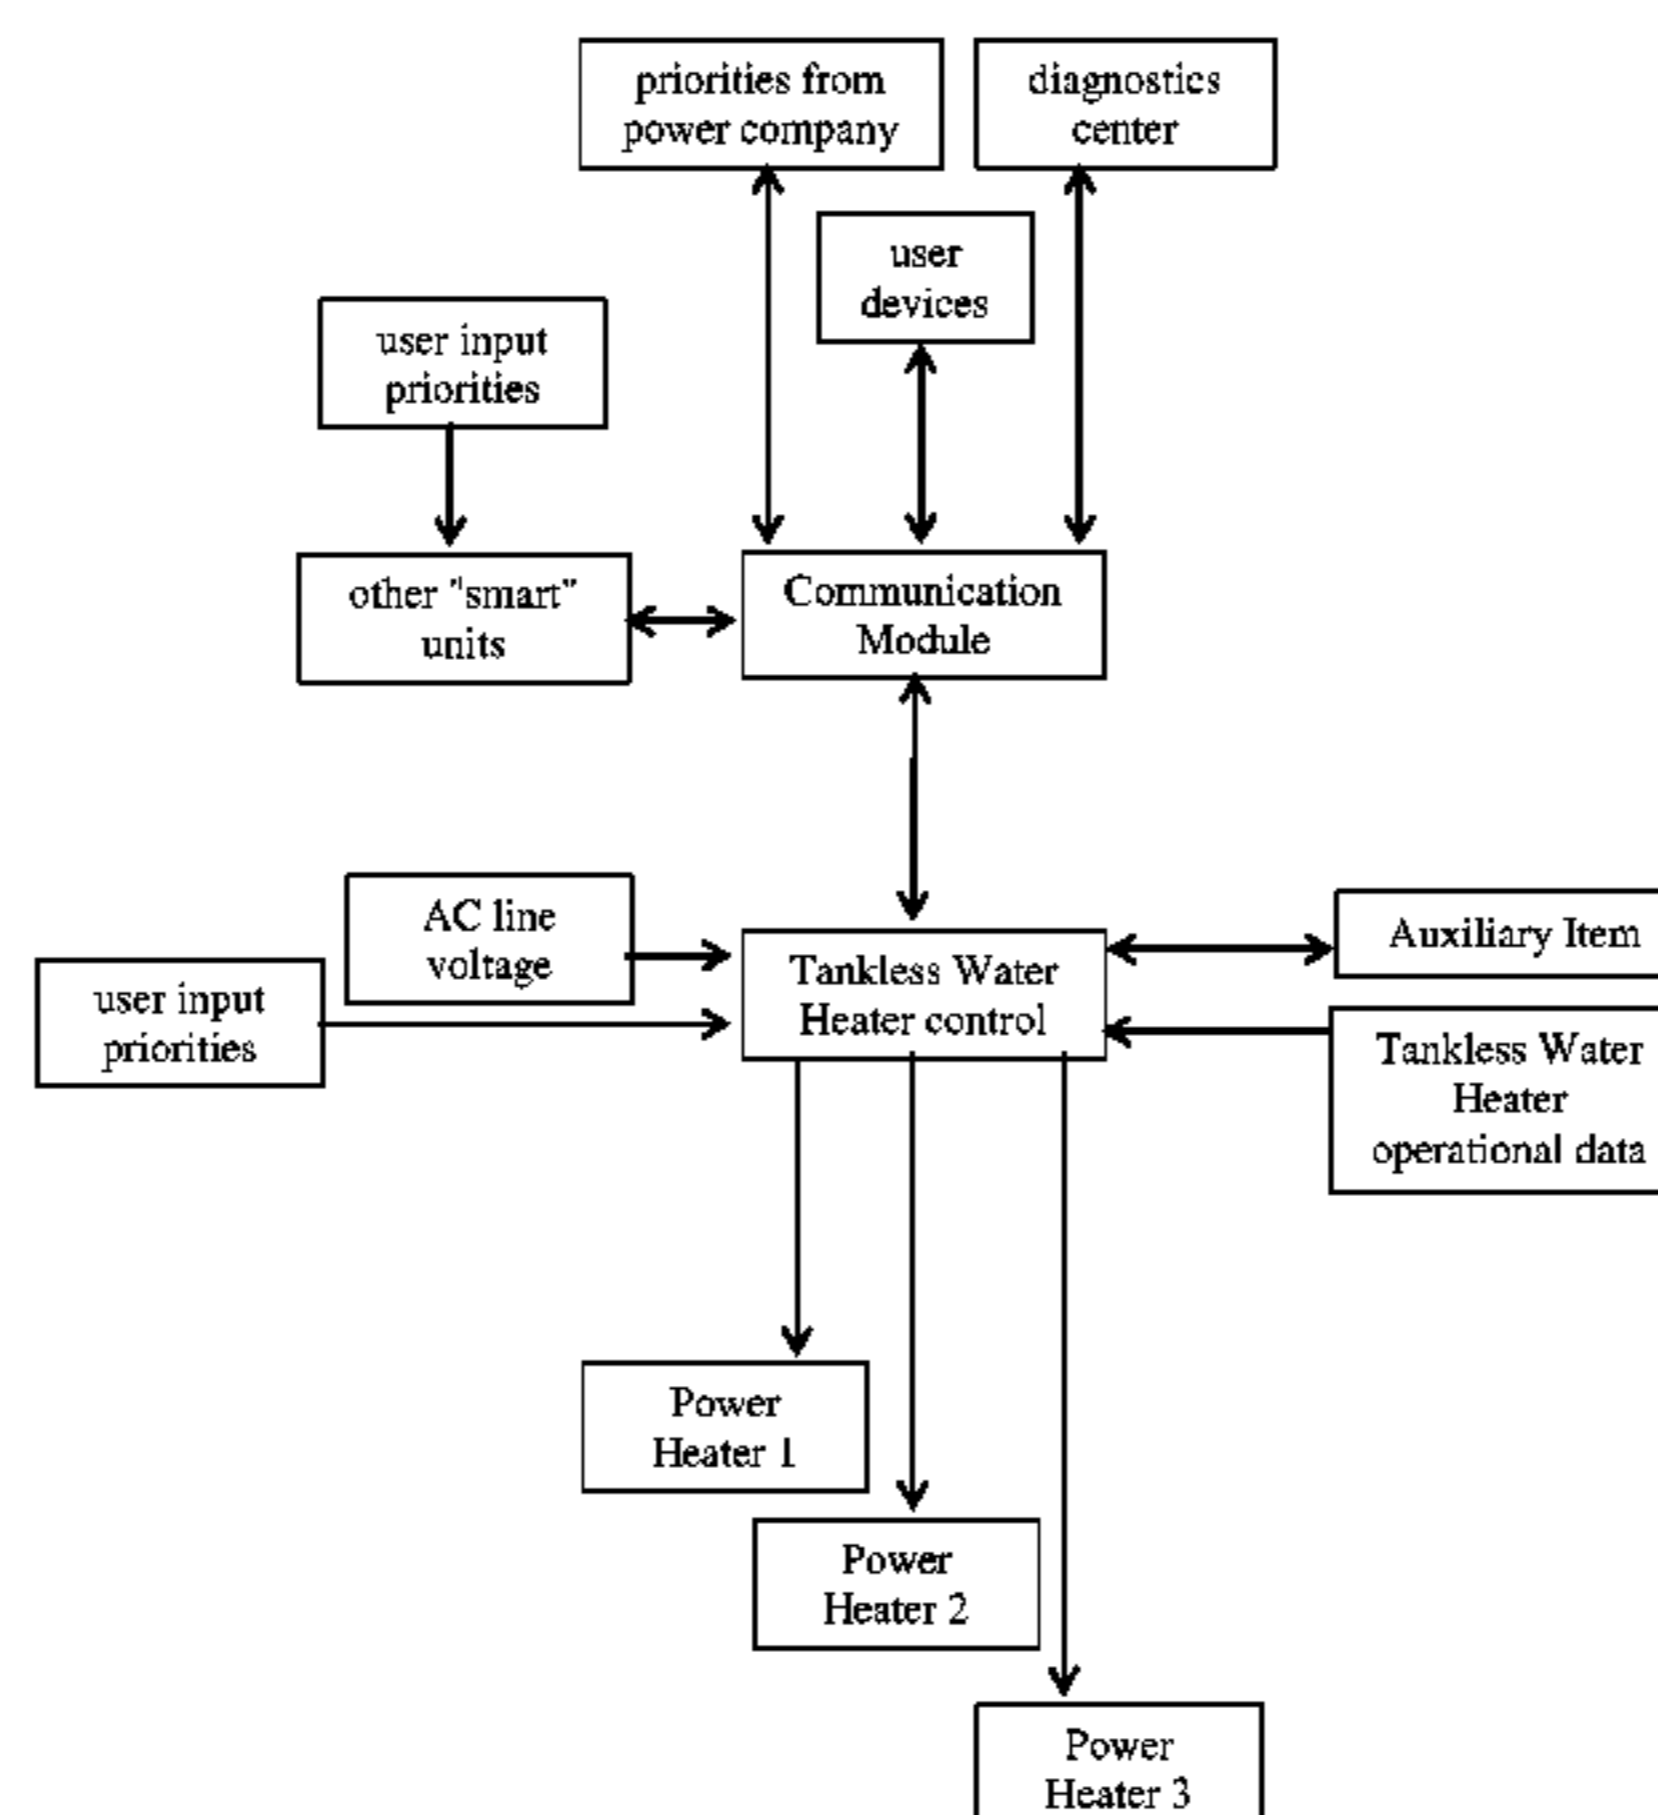 priorities from
power company
diagnostics
center
user
devices
user input
priorities
other "smart"
units
Communication
Module
AC line
voltage
user input
priorities
Tankless Water
Heater control
Auxiliary Item
Tankless Water
Heater
operational data
Power
Heater 1
Power
Heater 2
Power
Heater 3